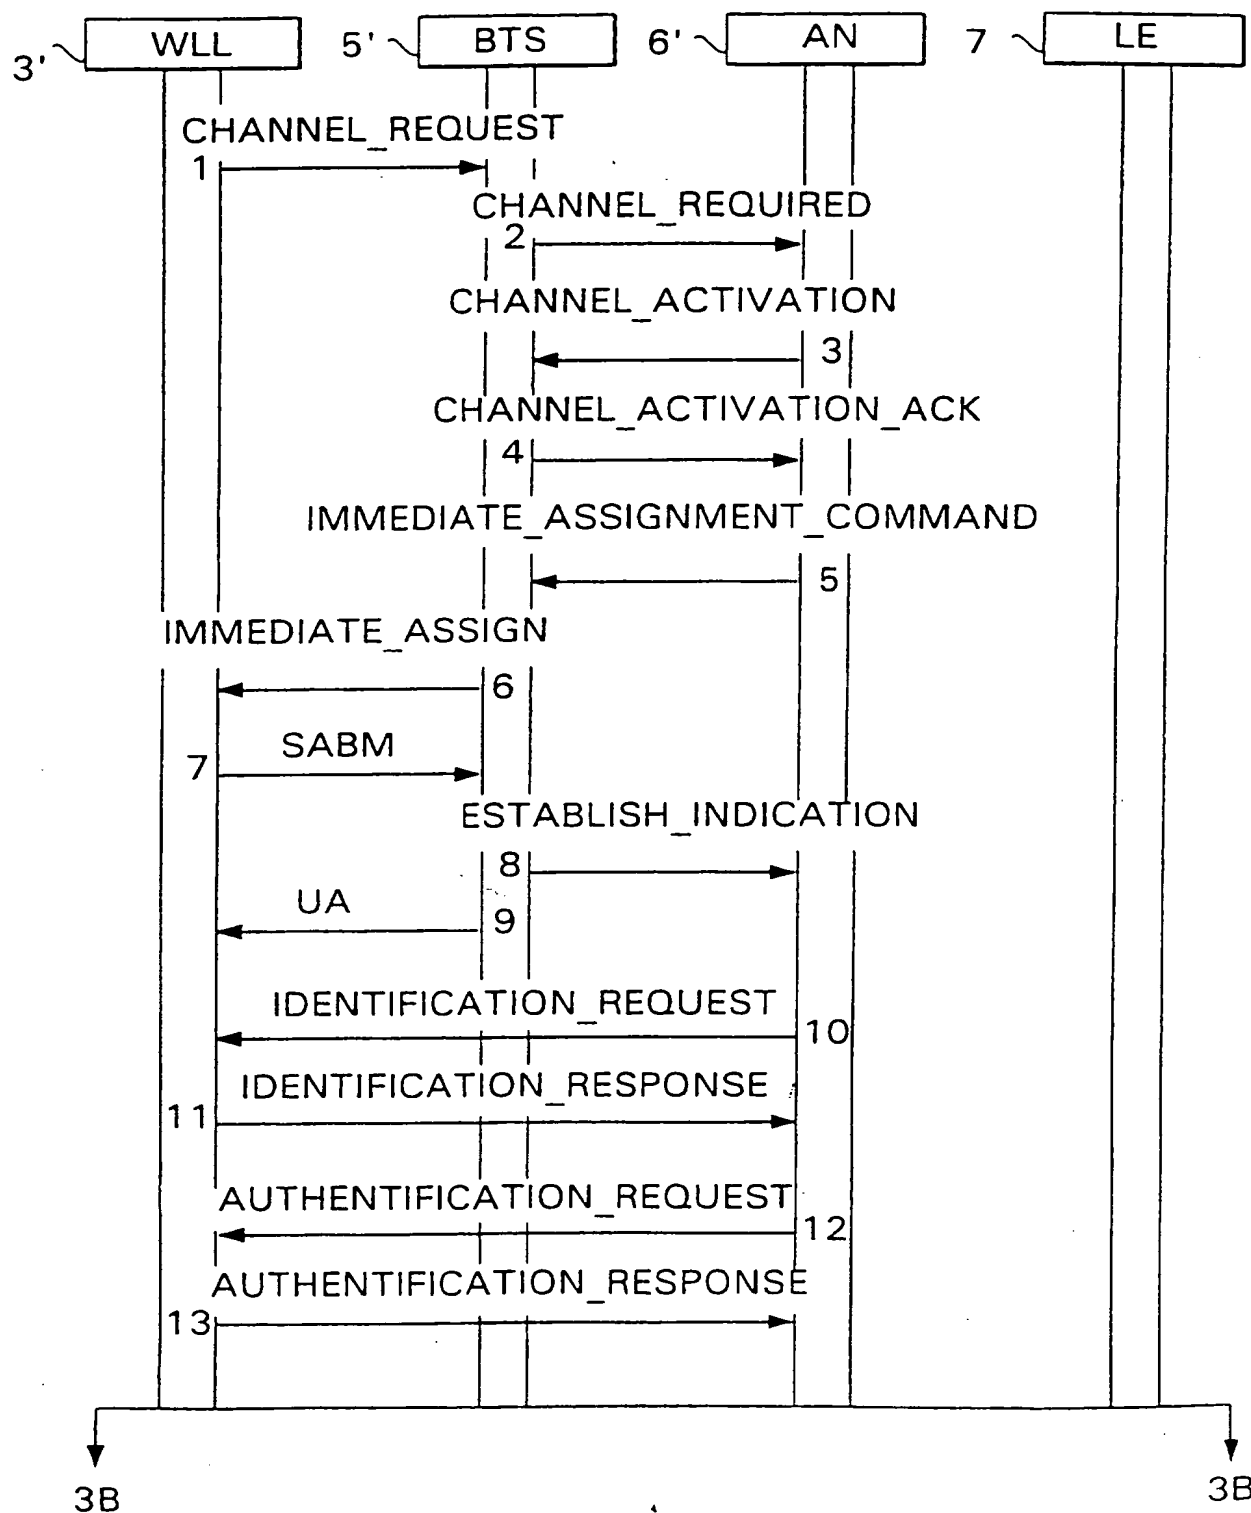 3' WLL 5' BTS 6' AN 7 LE
CHANNEL_REQUEST
1
CHANNEL_REQUIRED
2
CHANNEL_ACTIVATION
3
CHANNEL_ACTIVATION_ACK
4
IMMEDIATE_ASSIGNMENT_COMMAND
5
IMMEDIATE_ASSIGN
6
SABM
7
ESTABLISH_INDICATION
8
UA
9
IDENTIFICATION_REQUEST
10
IDENTIFICATION_RESPONSE
11
AUTHENTIFICATION_REQUEST
12
AUTHENTIFICATION_RESPONSE
13
3B 3B